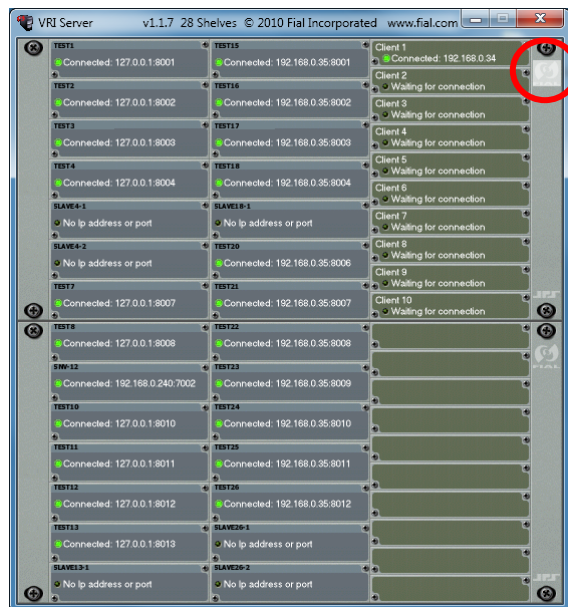 VRI Server v1.1.7 28 Shelves © 2010 Fial Incorporated www.fial.com
TEST1
Connected: 127.0.0.1:8001
TEST2
Connected: 127.0.0.1:8002
TEST3
Connected: 127.0.0.1:8003
TEST4
Connected: 127.0.0.1:8004
SLAVE4-1
No Ip address or port
SLAVE4-2
No Ip address or port
TEST7
Connected: 127.0.0.1:8007
TEST15
Connected: 192.168.0.35:8001
TEST16
Connected: 192.168.0.35:8002
TEST17
Connected: 192.168.0.35:8003
TEST18
Connected: 192.168.0.35:8004
SLAVE18-1
No Ip address or port
TEST20
Connected: 192.168.0.35:8006
TEST21
Connected: 192.168.0.35:8007
Client 1
Connected: 192.168.0.34
Client 2
Waiting for connection
Client 3
Waiting for connection
Client 4
Waiting for connection
Client 5
Waiting for connection
Client 6
Waiting for connection
Client 7
Waiting for connection
Client 8
Waiting for connection
Client 9
Waiting for connection
Client 10
Waiting for connection
FIAL
JPS
TEST8
Connected: 127.0.0.1:8008
SNV-12
Connected: 192.168.0.240:7002
TEST10
Connected: 127.0.0.1:8010
TEST11
Connected: 127.0.0.1:8011
TEST12
Connected: 127.0.0.1:8012
TEST13
Connected: 127.0.0.1:8013
SLAVE13-1
No Ip address or port
TEST22
Connected: 192.168.0.35:8008
TEST23
Connected: 192.168.0.35:8009
TEST24
Connected: 192.168.0.35:8010
TEST25
Connected: 192.168.0.35:8011
TEST26
Connected: 192.168.0.35:8012
SLAVE26-1
No Ip address or port
SLAVE26-2
No Ip address or port
FIAL
JPS